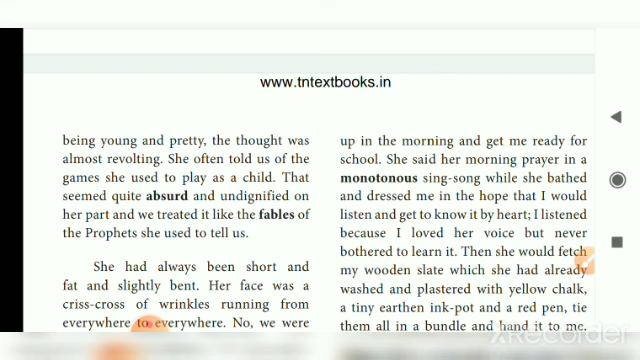 www.tntextbooks.in
being young and pretty, the thought was
almost revolting. She often told us of the
games she used to play as a child. That
seemed quite absurd and undignified on
her part and we treated it like the fables of
the Prophets she used to tell us.
She had always been short and
fat and slightly bent. Her face was a
criss-cross of wrinkles running from
everywhere to everywhere. No, we were
up in the morning and get me ready for
school. She said her morning prayer in a
monotonous sing-song while she bathed
and dressed me in the hope that I would
listen and get to know it by heart; I listened
because I loved her voice but never
bothered to learn it. Then she would fetch
my wooden slate which she had already
washed and plastered with yellow chalk,
a tiny earthen ink-pot and a red pen, tie
them all in a bundle and hand it to me.
XRecorder